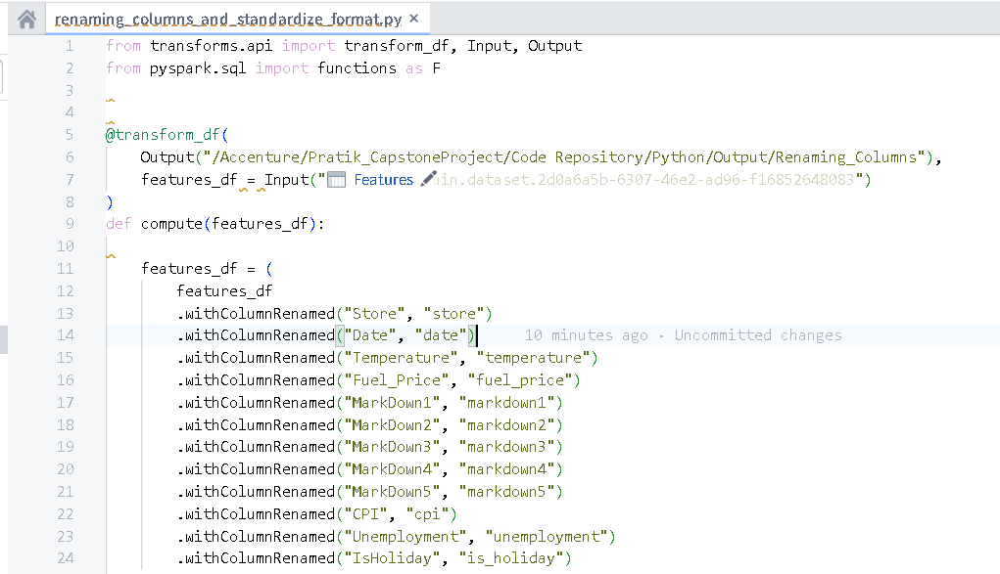 renaming_columns_and_standardize_format.py ×
1 from transforms.api import transform_df, Input, Output
2 from pyspark.sql import functions as F
3
4
5 @transform_df(
6     Output("/Accenture/Pratik_CapstoneProject/Code Repository/Python/Output/Renaming_Columns"),
7     features_df = Input(" Features in.dataset.2d0a6a5b-6307-46e2-ad96-f16852648083")
8 )
9 def compute(features_df):
10
11     features_df = (
12         features_df
13         .withColumnRenamed("Store", "store")
14         .withColumnRenamed("Date", "date") 10 minutes ago · Uncommitted changes
15         .withColumnRenamed("Temperature", "temperature")
16         .withColumnRenamed("Fuel_Price", "fuel_price")
17         .withColumnRenamed("MarkDown1", "markdown1")
18         .withColumnRenamed("MarkDown2", "markdown2")
19         .withColumnRenamed("MarkDown3", "markdown3")
20         .withColumnRenamed("MarkDown4", "markdown4")
21         .withColumnRenamed("MarkDown5", "markdown5")
22         .withColumnRenamed("CPI", "cpi")
23         .withColumnRenamed("Unemployment", "unemployment")
24         .withColumnRenamed("IsHoliday", "is_holiday")